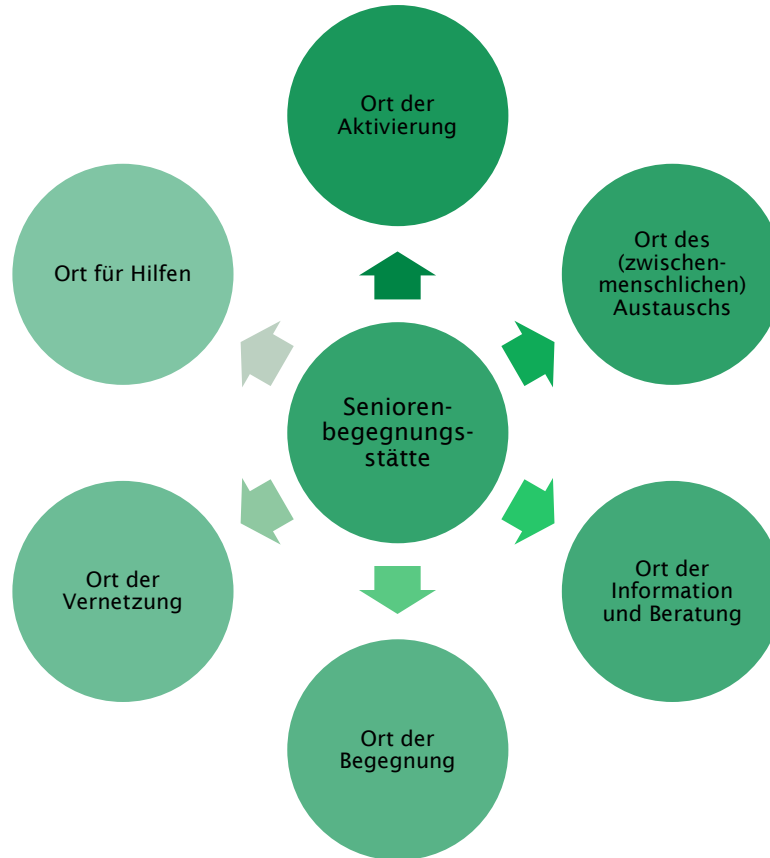 Ort der
Aktivierung
Ort des
(zwischen-
menschlichen)
Austauschs
Ort für Hilfen
Senioren-
begegnungs-
stätte
Ort der
Information
und Beratung
Ort der
Vernetzung
Ort der
Begegnung